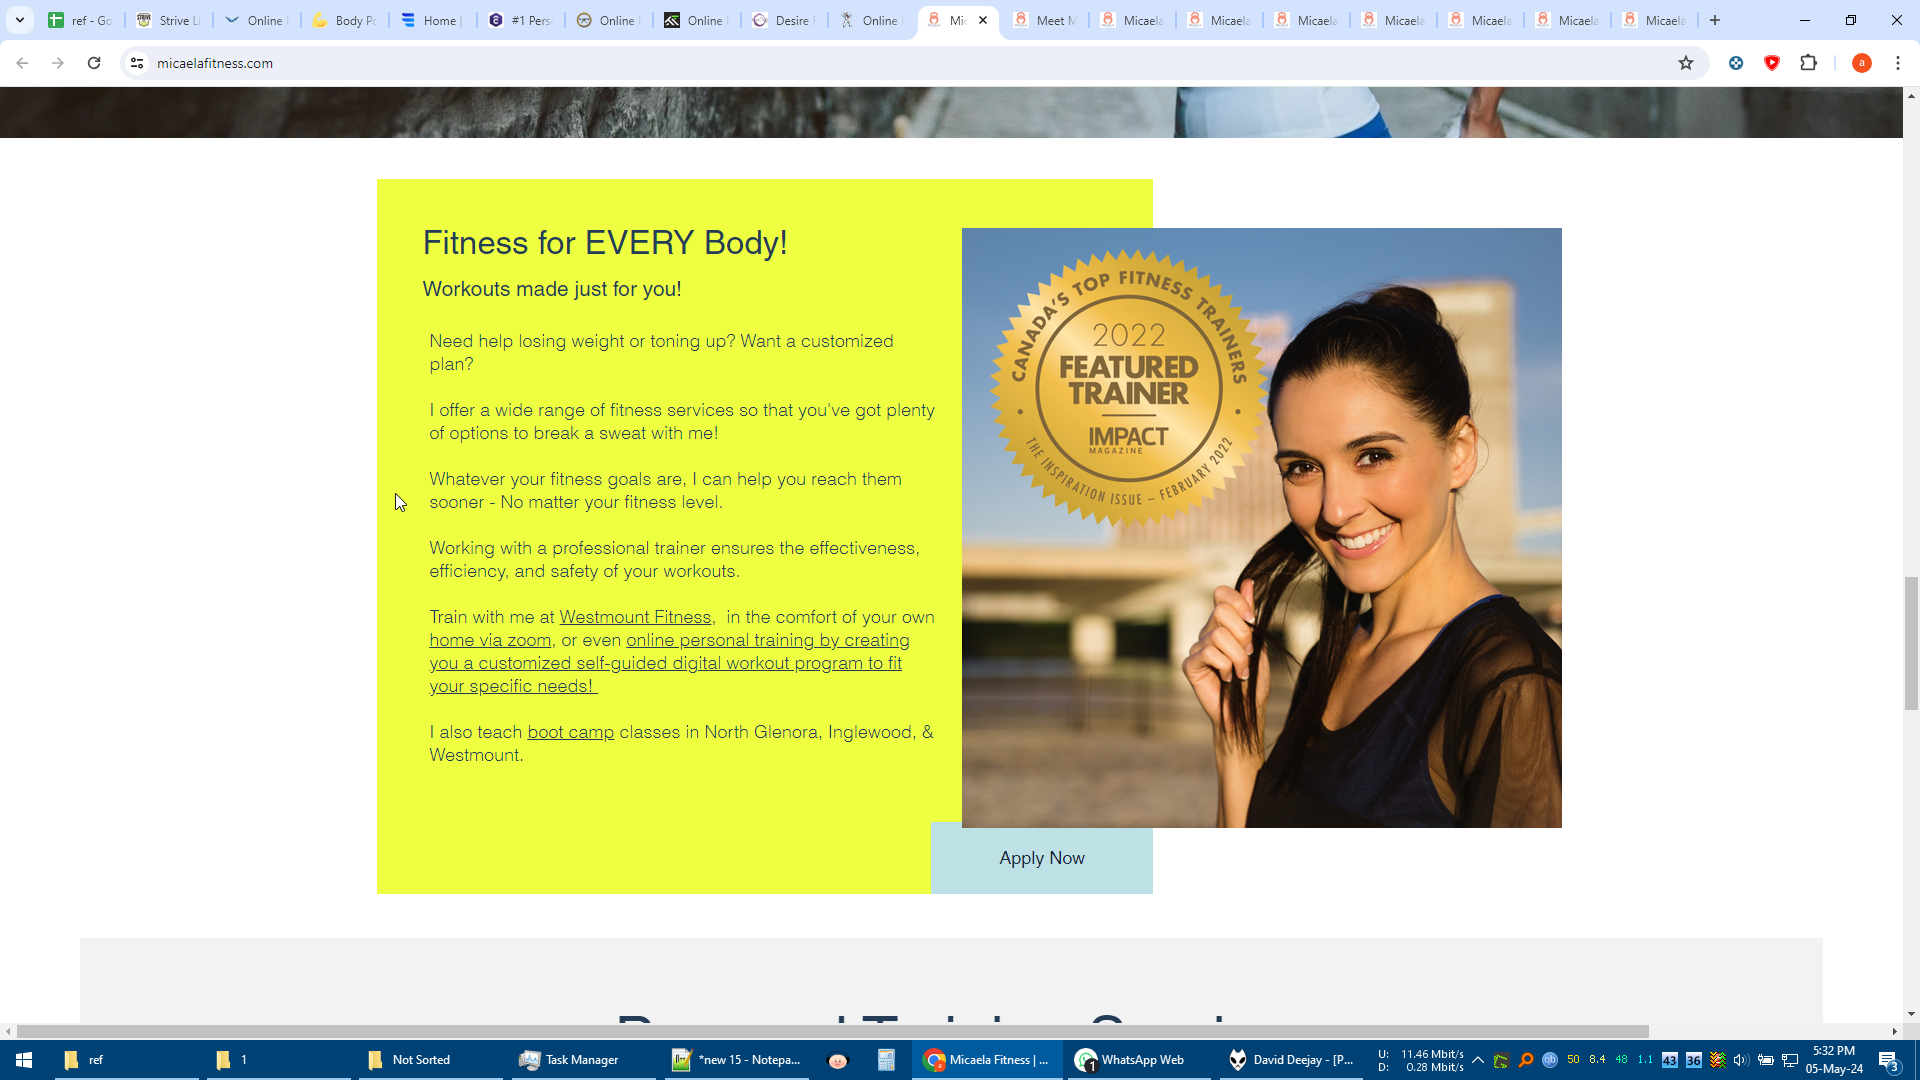 ref - Go
Strive Li
Online F
Body Po
Home |
#1 Pers
Online F
Online F
Desire F
Online
Mic
Meet M
Micaela
Micaela
Micaela
Micaela
Micaela
Micaela
Micaela
micaelafitness.com
a
Fitness for EVERY Body!
Workouts made just for you!
Need help losing weight or toning up? Want a customized
plan?
I offer a wide range of fitness services so that you've got plenty
of options to break a sweat with me!
Whatever your fitness goals are, I can help you reach them
sooner - No matter your fitness level.
Working with a professional trainer ensures the effectiveness,
efficiency, and safety of your workouts.
Train with me at Westmount Fitness, in the comfort of your own
home via zoom, or even online personal training by creating
you a customized self-guided digital workout program to fit
your specific needs!
I also teach boot camp classes in North Glenora, Inglewood, &
Westmount.
CANADA'S TOP FITNESS TRAINERS
2022
FEATURED
TRAINER
IMPACT
MAGAZINE
THE INSPIRATION ISSUE – FEBRUARY 2022
Apply Now
ref
1
Not Sorted
Task Manager
*new 15 - Notepa...
Micaela Fitness | ...
1
WhatsApp Web
David Deejay - [P...
U: 11.46 Mbit/s
D: 0.28 Mbit/s
50
8.4
48
1.1
43
36
5:32 PM
05-May-24
3